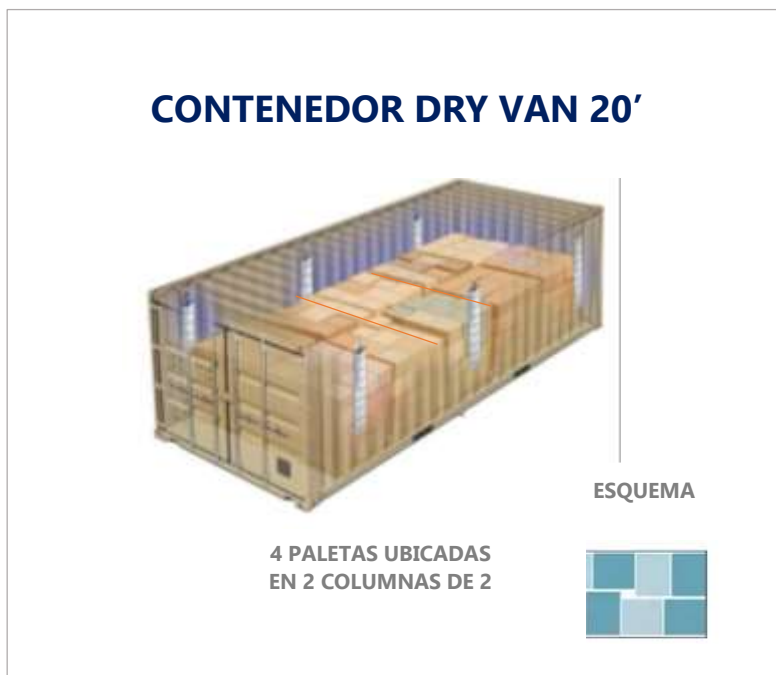 CONTENEDOR DRY VAN 20’
ESQUEMA
4 PALETAS UBICADAS
EN 2 COLUMNAS DE 2